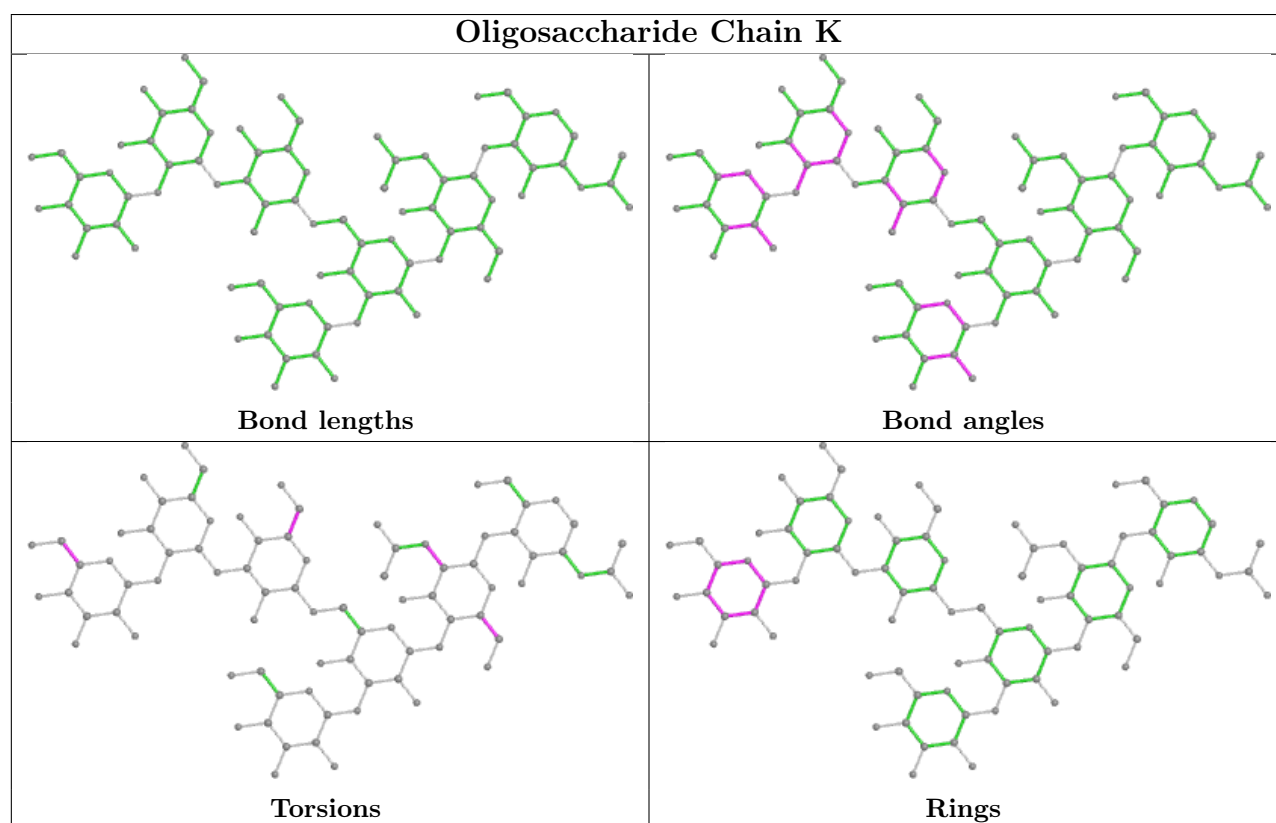 Oligosaccharide Chain K
Bond lengths
Bond angles
Torsions
Rings